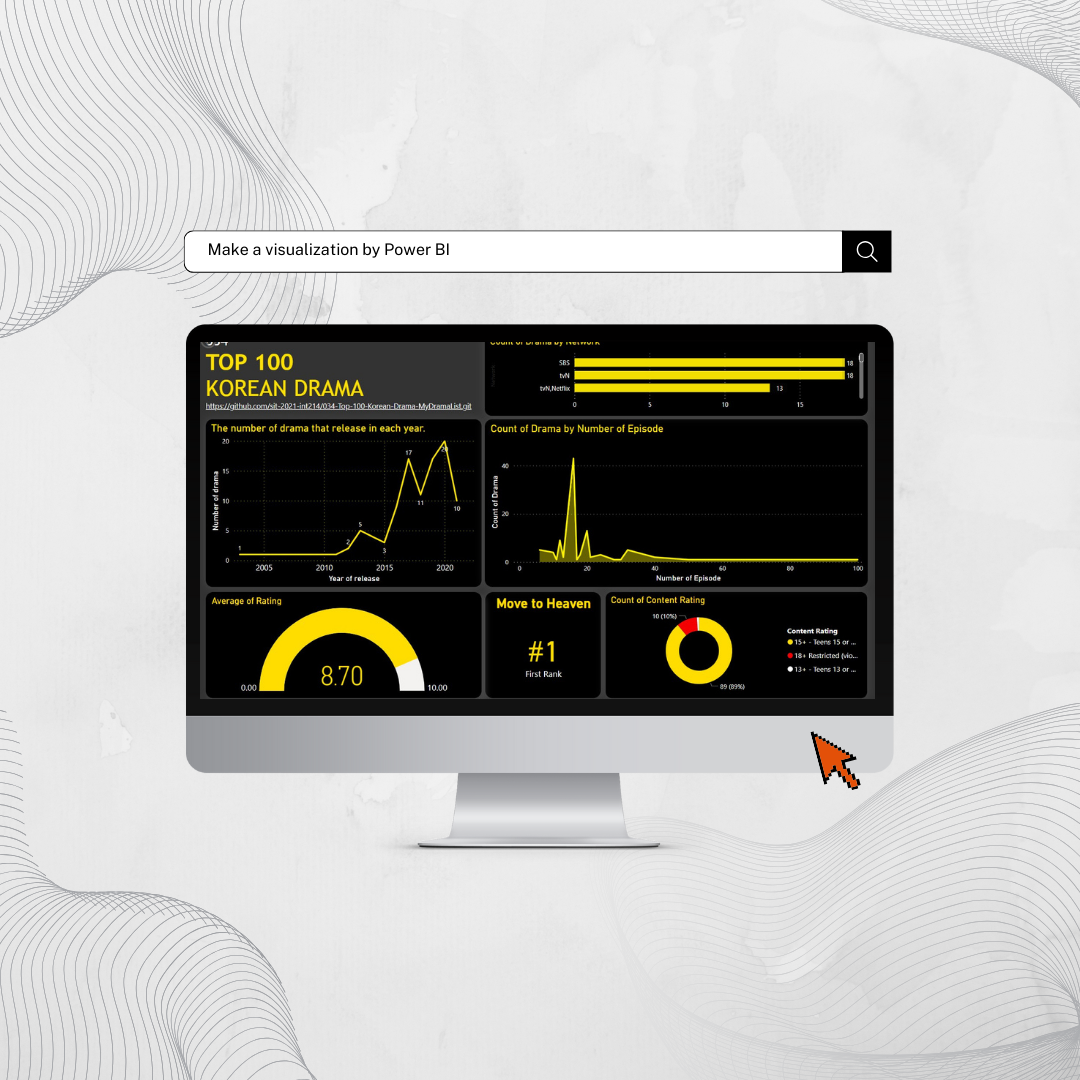 Make a visualization by Power BI
TOP 100
KOREAN DRAMA
https://github.com/sit-2021-int214/034-Top-100-Korean-Drama-MyDramaList.git
Count of Drama by Network
SBS
18
tvN
18
tvN,Netflix
13
0 5 10 15
The number of drama that release in each year.
Number of drama
20
15
10
5
0
1
2
5
3
17
11
20
10
2005 2010 2015 2020
Year of release
Count of Drama by Number of Episode
Count of Drama
40
20
0
0 20 40 60 80 100
Number of Episode
Average of Rating
8.70
0.00
10.00
Move to Heaven
#1
First Rank
Count of Content Rating
10 (10%)
89 (89%)
Content Rating
15+ - Teens 15 or ...
18+ Restricted (vio...
13+ - Teens 13 or ...